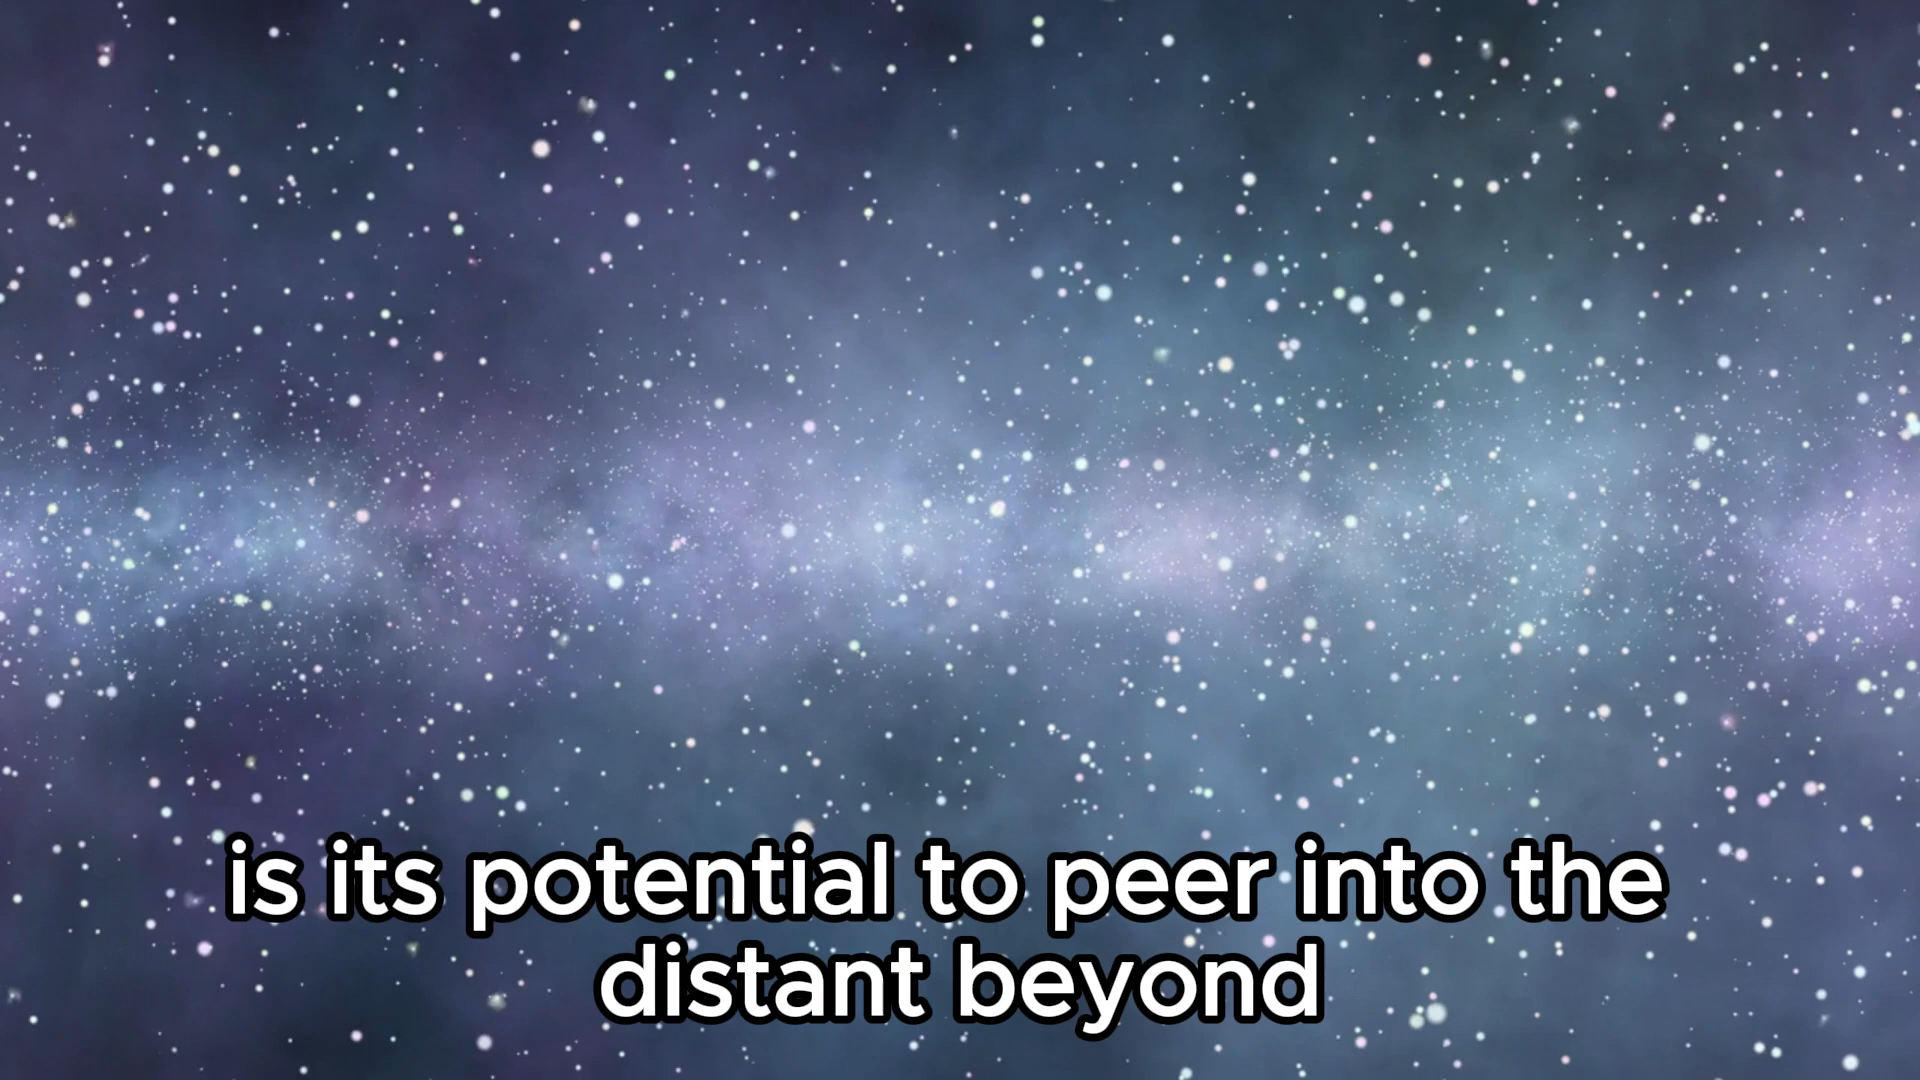 is its potential to peer into the
distant beyond